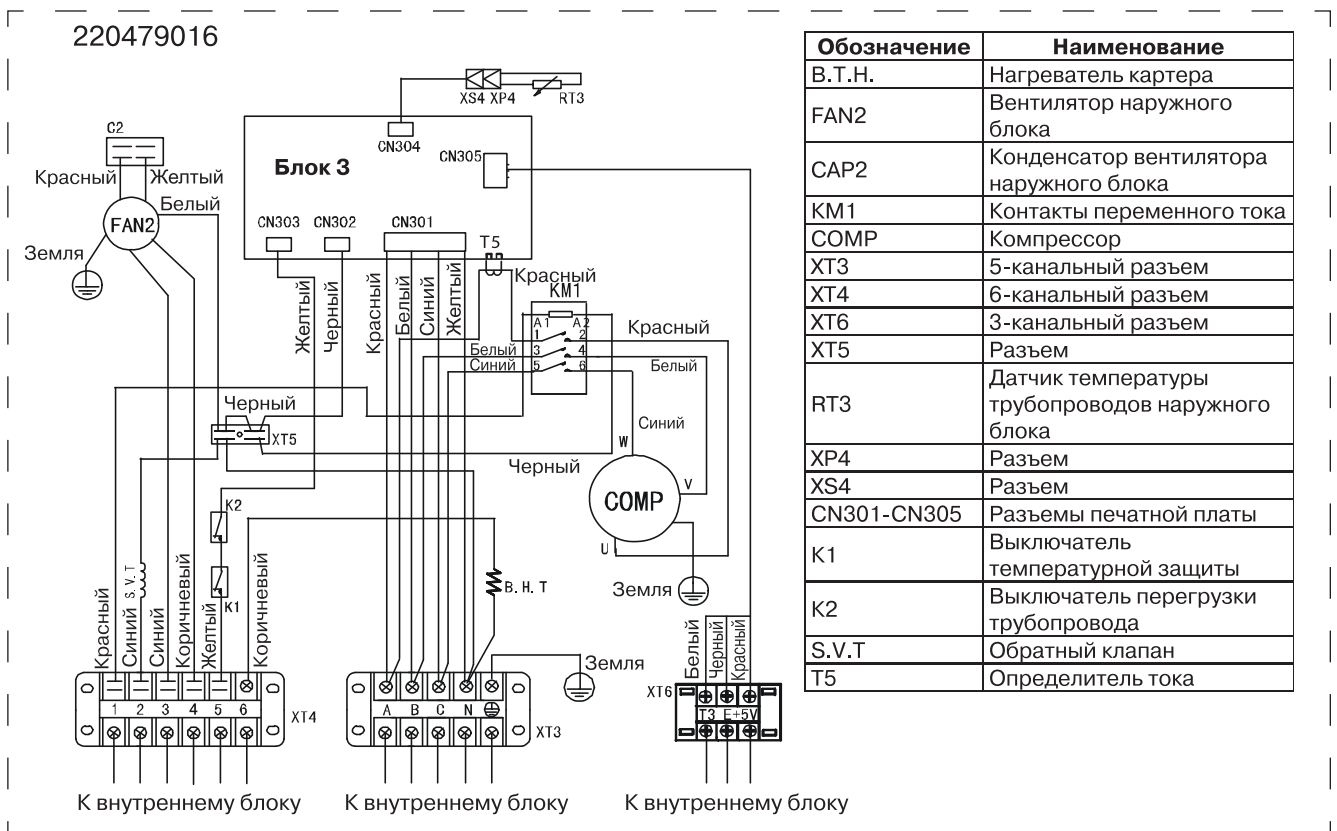 220479016
XS4 XP4
RT3
C2
Красный
Желтый
Белый
FAN2
Земля
Блок 3
CN304
CN305
CN303
CN302
CN301
T5
Красный
KM1
A1
A2
1
2
3
4
5
6
Красный
Белый
Белый
Синий
Желтый
Черный
Красный
Белый
Синий
Желтый
Черный
XT5
Черный
Синий
W
V
U
COMP
Земля
K2
K1
B.H.T
Красный
Синий
S.V.T
Синий
Коричневый
Желтый
Коричневый
1 2 3 4 5 6
XT4
К внутреннему блоку
A B C N
XT3
Земля
К внутреннему блоку
Белый
Черный
Красный
XT6
T3 E+5V
К внутреннему блоку
Обозначение Наименование
B.T.H. Нагреватель картера
FAN2 Вентилятор наружного
блока
CAP2 Конденсатор вентилятора
наружного блока
KM1 Контакты переменного тока
COMP Компрессор
XT3 5-канальный разъем
XT4 6-канальный разъем
XT6 3-канальный разъем
XT5 Разъем
RT3 Датчик температуры
трубопроводов наружного
блока
XP4 Разъем
XS4 Разъем
CN301-CN305 Разъемы печатной платы
K1 Выключатель
температурной защиты
K2 Выключатель перегрузки
трубопровода
S.V.T Обратный клапан
T5 Определитель тока